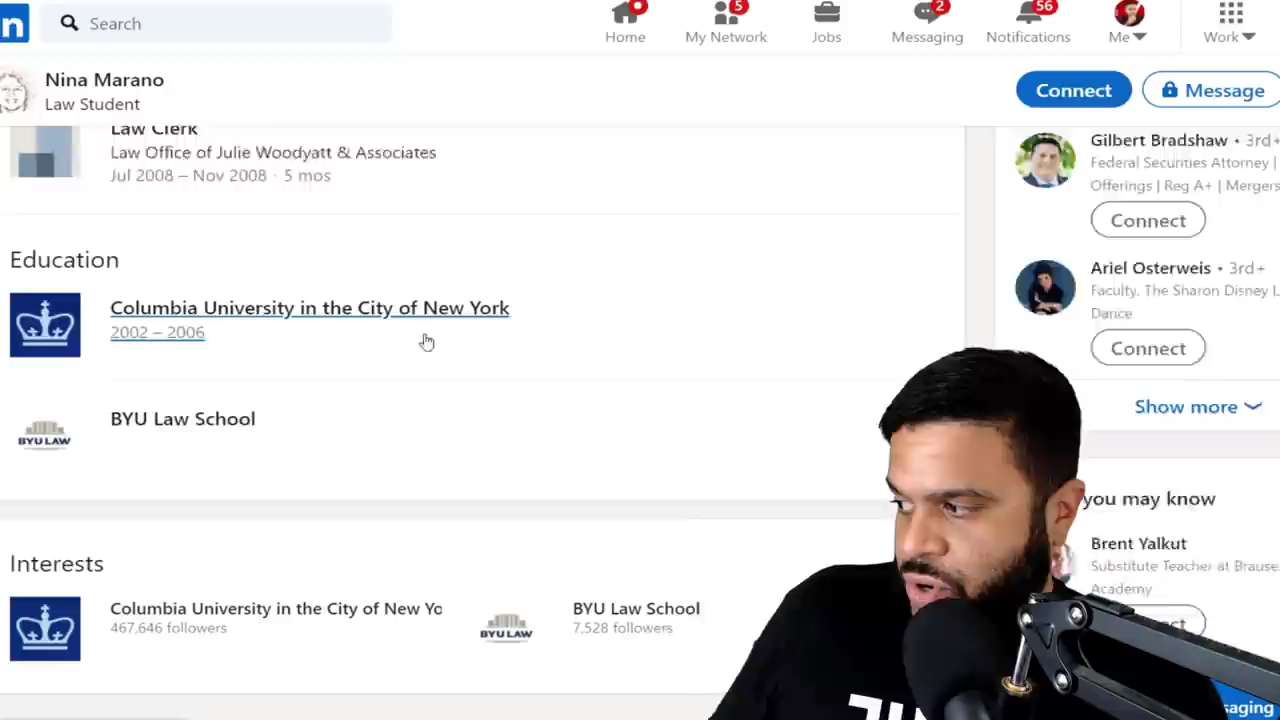 n
Search
5
2
56
Home
My Network
Jobs
Messaging
Notifications
Me
Work
Nina Marano
Law Student
Connect
Message
Law Clerk
Law Office of Julie Woodyatt & Associates
Jul 2008 – Nov 2008 · 5 mos
Education
Columbia University in the City of New York
2002 – 2006
BYU LAW
BYU Law School
Interests
Columbia University in the City of New Yo
467,646 followers
BYU LAW
BYU Law School
7,528 followers
Gilbert Bradshaw • 3rd+
Federal Securities Attorney |
Offerings | Reg A+ | Mergers
Connect
Ariel Osterweis • 3rd+
Faculty, The Sharon Disney L
Dance
Connect
Show more
you may know
Brent Yalkut
Substitute Teacher at Brause
Academy
saging